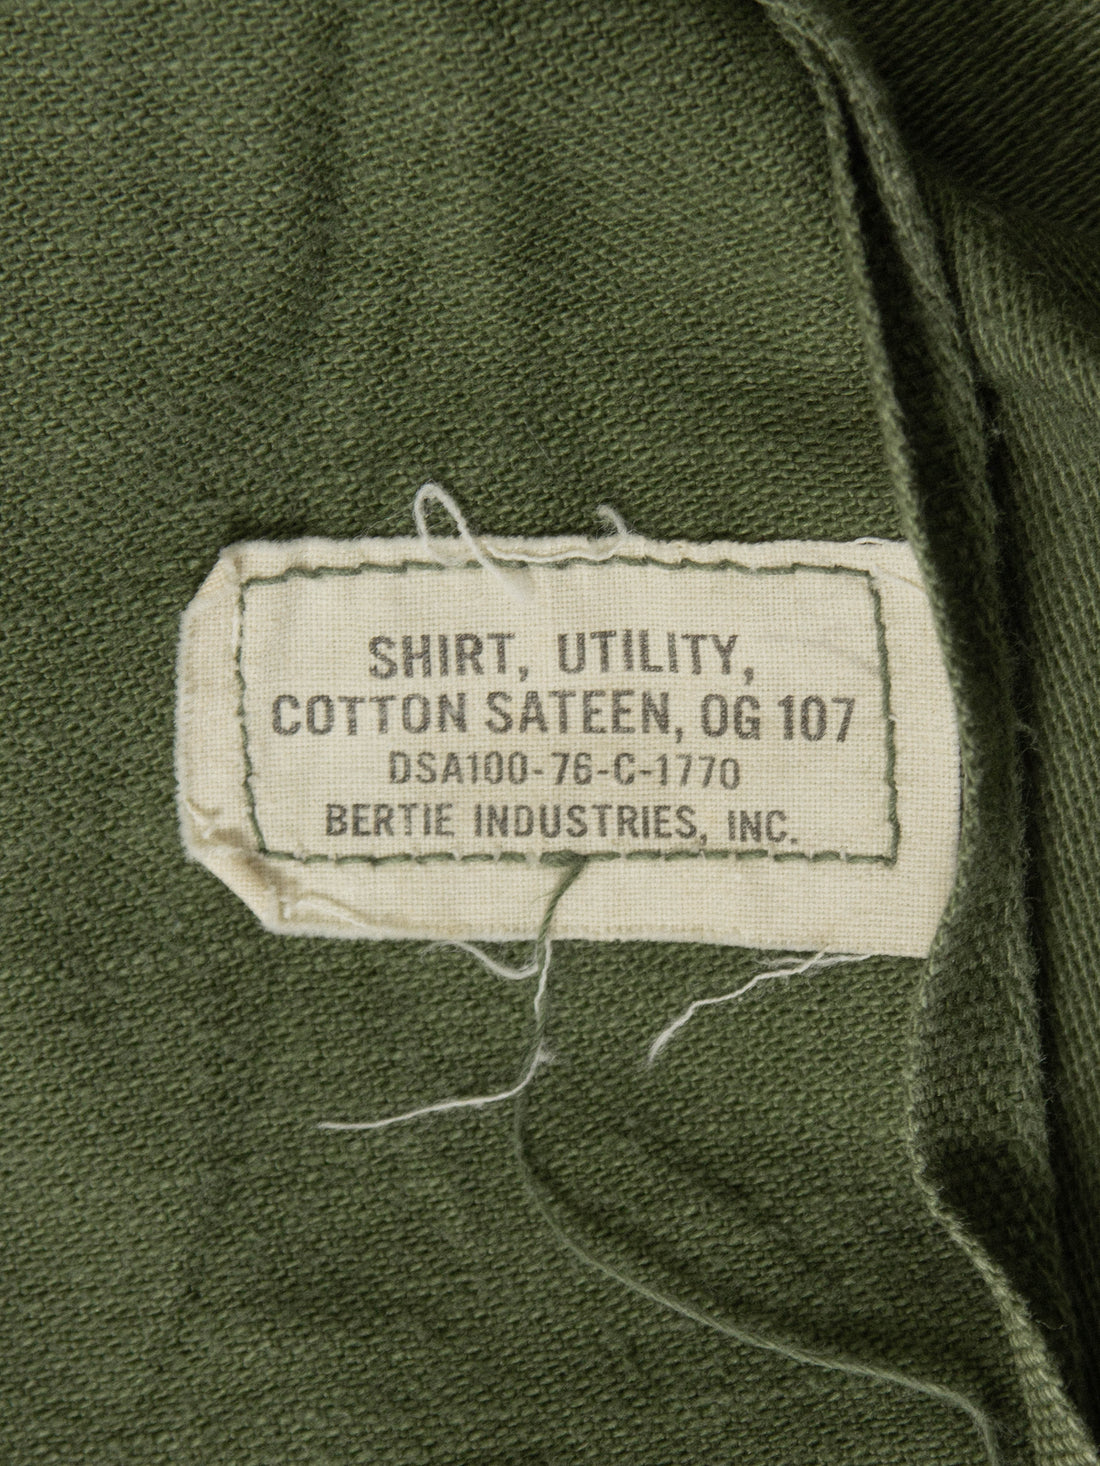 SHIRT, UTILITY,
COTTON SATEEN, OG 107
DSA100-76-C-1770
BERTIE INDUSTRIES, INC.